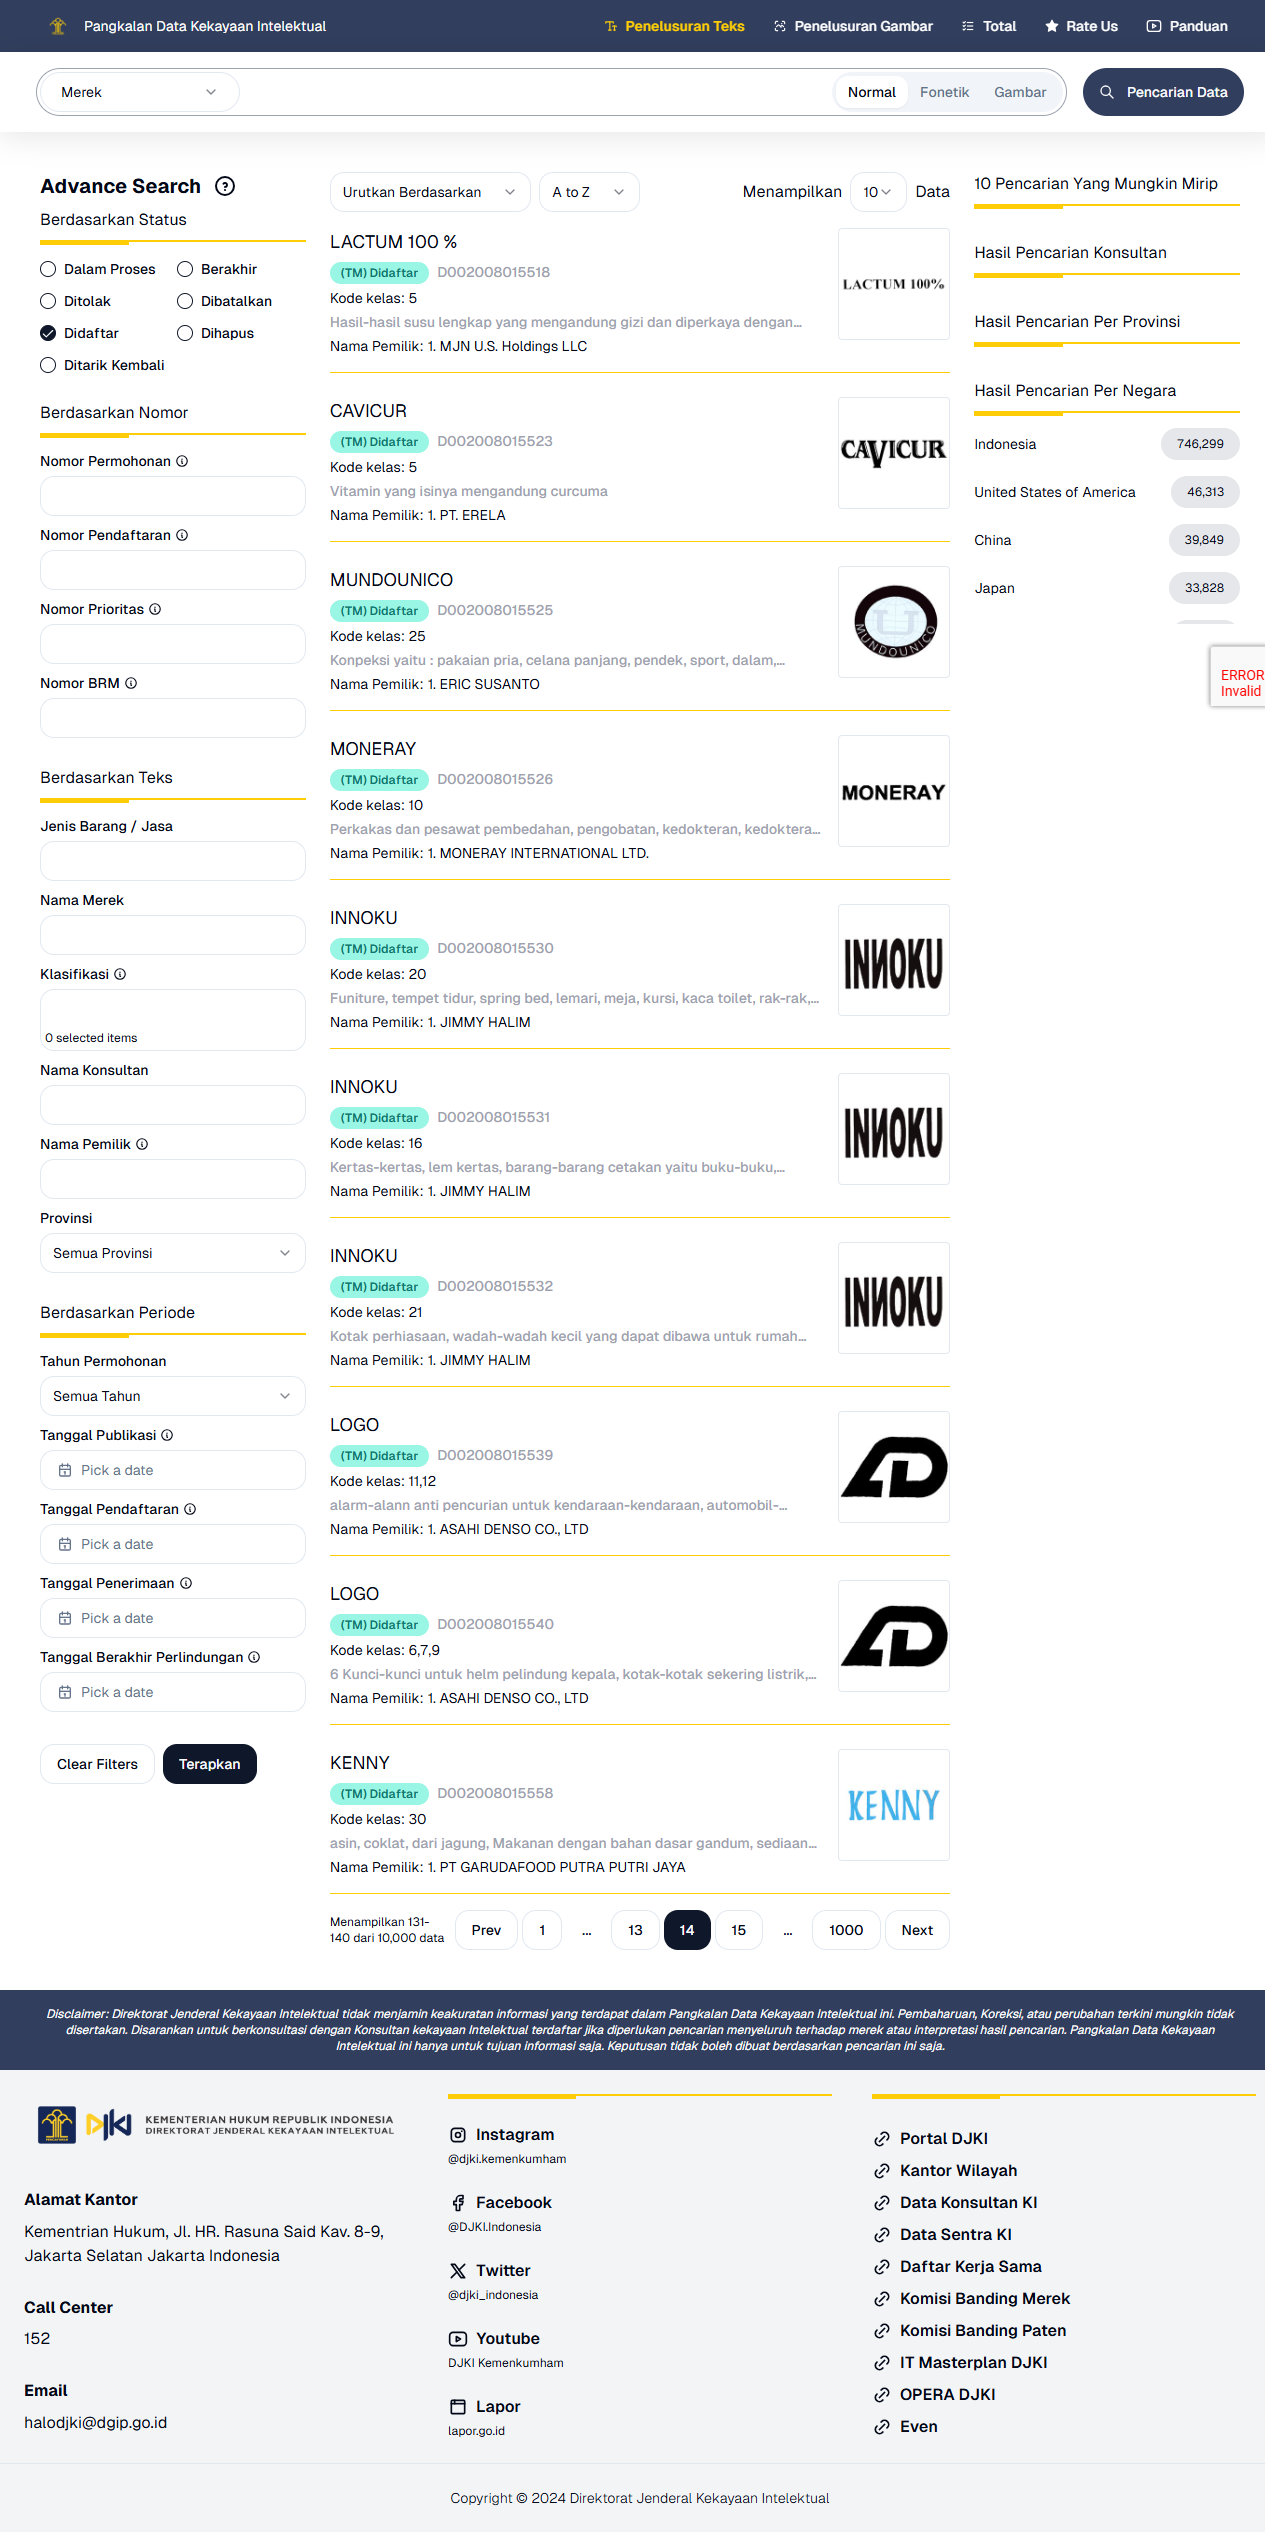 Pangkalan Data Kekayaan Intelektual
Penelusuran Teks
Penelusuran Gambar
Total
Rate Us
Panduan
Merek
Normal
Fonetik
Gambar
Pencarian Data
Advance Search
Berdasarkan Status
Dalam Proses
Berakhir
Ditolak
Dibatalkan
Didaftar
Dihapus
Ditarik Kembali
Berdasarkan Nomor
Nomor Permohonan
Nomor Pendaftaran
Nomor Prioritas
Nomor BRM
Berdasarkan Teks
Jenis Barang / Jasa
Nama Merek
Klasifikasi
0 selected items
Nama Konsultan
Nama Pemilik
Provinsi
Semua Provinsi
Berdasarkan Periode
Tahun Permohonan
Semua Tahun
Tanggal Publikasi
Pick a date
Tanggal Pendaftaran
Pick a date
Tanggal Penerimaan
Pick a date
Tanggal Berakhir Perlindungan
Pick a date
Clear Filters
Terapkan
Urutkan Berdasarkan
A to Z
Menampilkan 10 Data
LACTUM 100 %
(TM) Didaftar D002008015518
Kode kelas: 5
Hasil-hasil susu lengkap yang mengandung gizi dan diperkaya dengan...
Nama Pemilik: 1. MJN U.S. Holdings LLC
LACTUM 100%
CAVICUR
(TM) Didaftar D002008015523
Kode kelas: 5
Vitamin yang isinya mengandung curcuma
Nama Pemilik: 1. PT. ERELA
CAVICUR
MUNDOUNICO
(TM) Didaftar D002008015525
Kode kelas: 25
Konpeksi yaitu : pakaian pria, celana panjang, pendek, sport, dalam,...
Nama Pemilik: 1. ERIC SUSANTO
U
MUNDOUNICO
MONERAY
(TM) Didaftar D002008015526
Kode kelas: 10
Perkakas dan pesawat pembedahan, pengobatan, kedokteran, kedoktera...
Nama Pemilik: 1. MONERAY INTERNATIONAL LTD.
MONERAY
INNOKU
(TM) Didaftar D002008015530
Kode kelas: 20
Funiture, tempet tidur, spring bed, lemari, meja, kursi, kaca toilet, rak-rak,...
Nama Pemilik: 1. JIMMY HALIM
INNOKU
INNOKU
(TM) Didaftar D002008015531
Kode kelas: 16
Kertas-kertas, lem kertas, barang-barang cetakan yaitu buku-buku,...
Nama Pemilik: 1. JIMMY HALIM
INNOKU
INNOKU
(TM) Didaftar D002008015532
Kode kelas: 21
Kotak perhiasaan, wadah-wadah kecil yang dapat dibawa untuk rumah...
Nama Pemilik: 1. JIMMY HALIM
INNOKU
LOGO
(TM) Didaftar D002008015539
Kode kelas: 11,12
alarm-alann anti pencurian untuk kendaraan-kendaraan, automobil-...
Nama Pemilik: 1. ASAHI DENSO CO., LTD
AD
LOGO
(TM) Didaftar D002008015540
Kode kelas: 6,7,9
6 Kunci-kunci untuk helm pelindung kepala, kotak-kotak sekering listrik,...
Nama Pemilik: 1. ASAHI DENSO CO., LTD
AD
KENNY
(TM) Didaftar D002008015558
Kode kelas: 30
asin, coklat, dari jagung, Makanan dengan bahan dasar gandum, sediaan...
Nama Pemilik: 1. PT GARUDAFOOD PUTRA PUTRI JAYA
KENNY
Menampilkan 131-
140 dari 10,000 data
Prev 1 ... 13 14 15 ... 1000 Next
10 Pencarian Yang Mungkin Mirip
Hasil Pencarian Konsultan
Hasil Pencarian Per Provinsi
Hasil Pencarian Per Negara
Indonesia 746,299
United States of America 46,313
China 39,849
Japan 33,828
ERROR
Invalid
Disclaimer: Direktorat Jenderal Kekayaan Intelektual tidak menjamin keakuratan informasi yang terdapat dalam Pangkalan Data Kekayaan Intelektual ini. Pembaharuan, Koreksi, atau perubahan terkini mungkin tidak
disertakan. Disarankan untuk berkonsultasi dengan Konsultan kekayaan Intelektual terdaftar jika diperlukan pencarian menyeluruh terhadap merek atau interpretasi hasil pencarian. Pangkalan Data Kekayaan
Intelektual ini hanya untuk tujuan informasi saja. Keputusan tidak boleh dibuat berdasarkan pencarian ini saja.
DJKI
KEMENTERIAN HUKUM REPUBLIK INDONESIA
DIREKTORAT JENDERAL KEKAYAAN INTELEKTUAL
Alamat Kantor
Kementrian Hukum, Jl. HR. Rasuna Said Kav. 8-9,
Jakarta Selatan Jakarta Indonesia
Call Center
152
Email
halodjki@dgip.go.id
Instagram
@djki.kemenkumham
Facebook
@DJKI.Indonesia
Twitter
@djki_indonesia
Youtube
DJKI Kemenkumham
Lapor
lapor.go.id
Portal DJKI
Kantor Wilayah
Data Konsultan KI
Data Sentra KI
Daftar Kerja Sama
Komisi Banding Merek
Komisi Banding Paten
IT Masterplan DJKI
OPERA DJKI
Even
Copyright © 2024 Direktorat Jenderal Kekayaan Intelektual